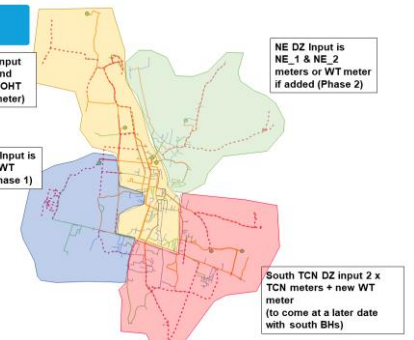 NE DZ Input is
NE_1 & NE_2
meters or WT meter
if added (Phase 2)
nput
nd
OHT
neter)
Input is
WT
hase 1)
South TCN DZ input 2 x
TCN meters + new WT
meter
(to come at a later date
with south BHs)